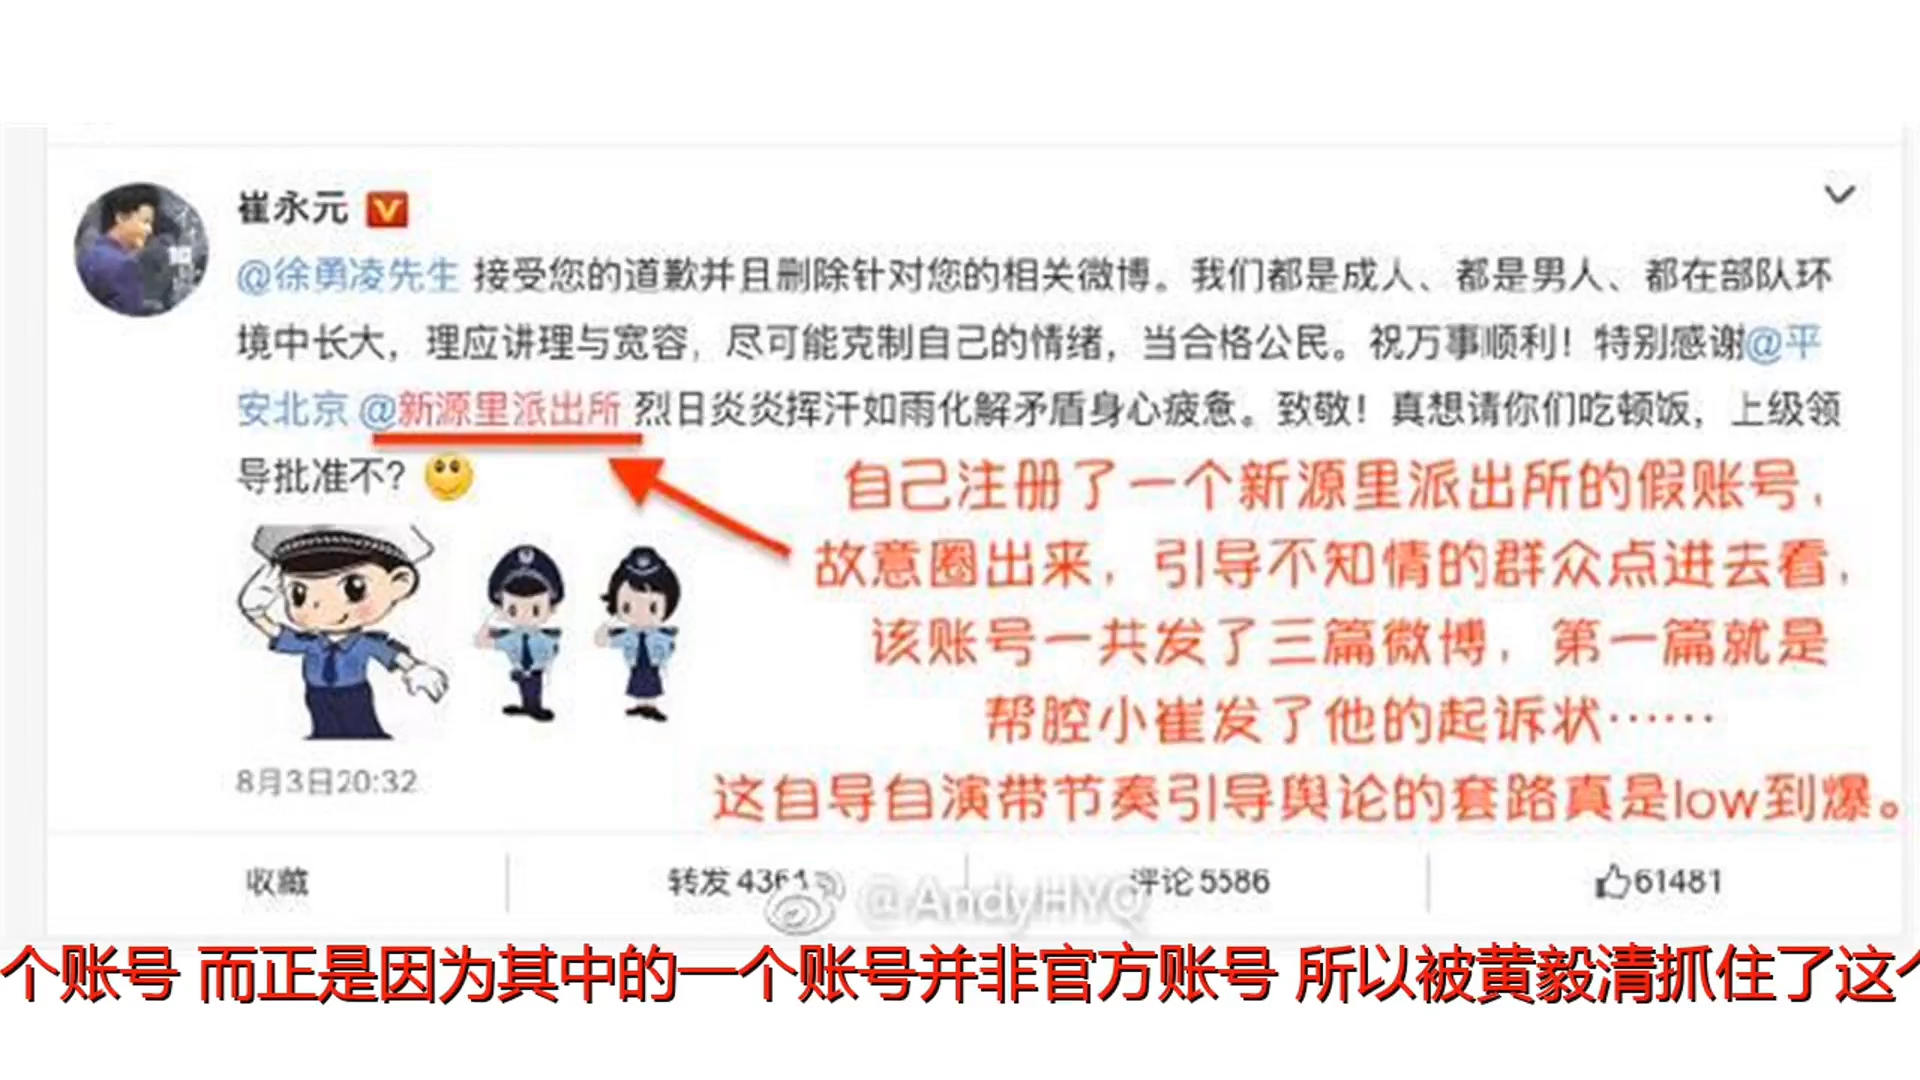 崔永元
@徐勇凌先生 接受您的道歉并且删除针对您的相关微博。我们都是成人、都是男人、都在部队环
境中长大，理应讲理与宽容，尽可能克制自己的情绪，当合格公民。祝万事顺利！特别感谢@平
安北京 @新源里派出所 烈日炎炎挥汗如雨化解矛盾身心疲惫。致敬！真想请你们吃顿饭，上级领
导批准不？
自己注册了一个新源里派出所的假账号，
故意圈出来，引导不知情的群众点进去看，
该账号一共发了三篇微博，第一篇就是
帮腔小崔发了他的起诉状……
这自导自演带节奏引导舆论的套路真是low到爆。
8月3日20:32
收藏
转发
评论 5586
61481
@AndyHYQ
个账号 而正是因为其中的一个账号并非官方账号 所以被黄毅清抓住了这